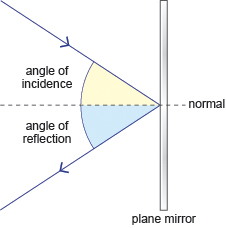 angle of
incidence
normal
angle of
reflection
plane mirror